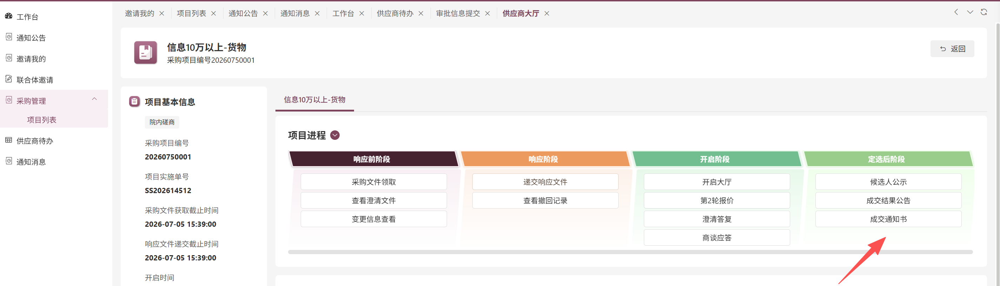 工作台
通知公告
邀请我的
联合体邀请
采购管理
项目列表
供应商待办
通知消息
邀请我的 项目列表 通知公告 通知消息 工作台 供应商待办 审批信息提交 供应商大厅
信息10万以上-货物
采购项目编号20260750001
返回
项目基本信息
院内磋商
采购项目编号
20260750001
项目实施单号
SS202614512
采购文件获取截止时间
2026-07-05 15:39:00
响应文件递交截止时间
2026-07-05 15:39:00
开启时间
信息10万以上-货物
项目进程
响应前阶段
采购文件领取
查看澄清文件
变更信息查看
响应阶段
递交响应文件
查看撤回记录
开启阶段
开启大厅
第2轮报价
澄清答复
商谈应答
定选后阶段
候选人公示
成交结果公告
成交通知书